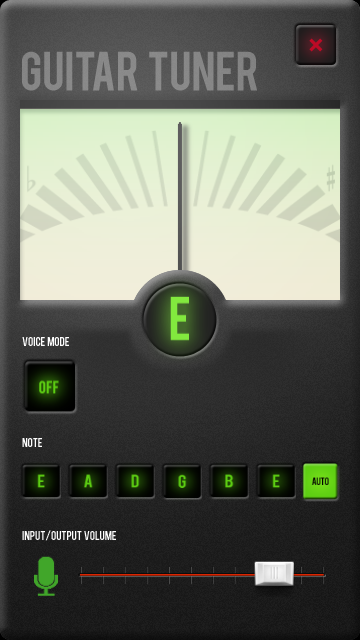 GUITAR TUNER
♭ ♯
E
VOICE MODE
OFF
NOTE
E A D G B E AUTO
INPUT/OUTPUT VOLUME